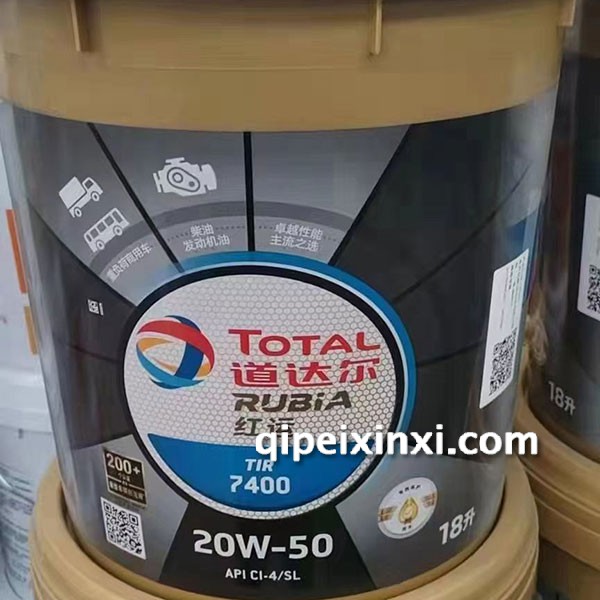 重负荷商用车
柴油
发动机油
卓越性能
主流之选
TOTAL
道达尔
RUBIA
红
qipeixinxi.com
TIR
7400
200+
20W-50
API CI-4/SL
18升
18升